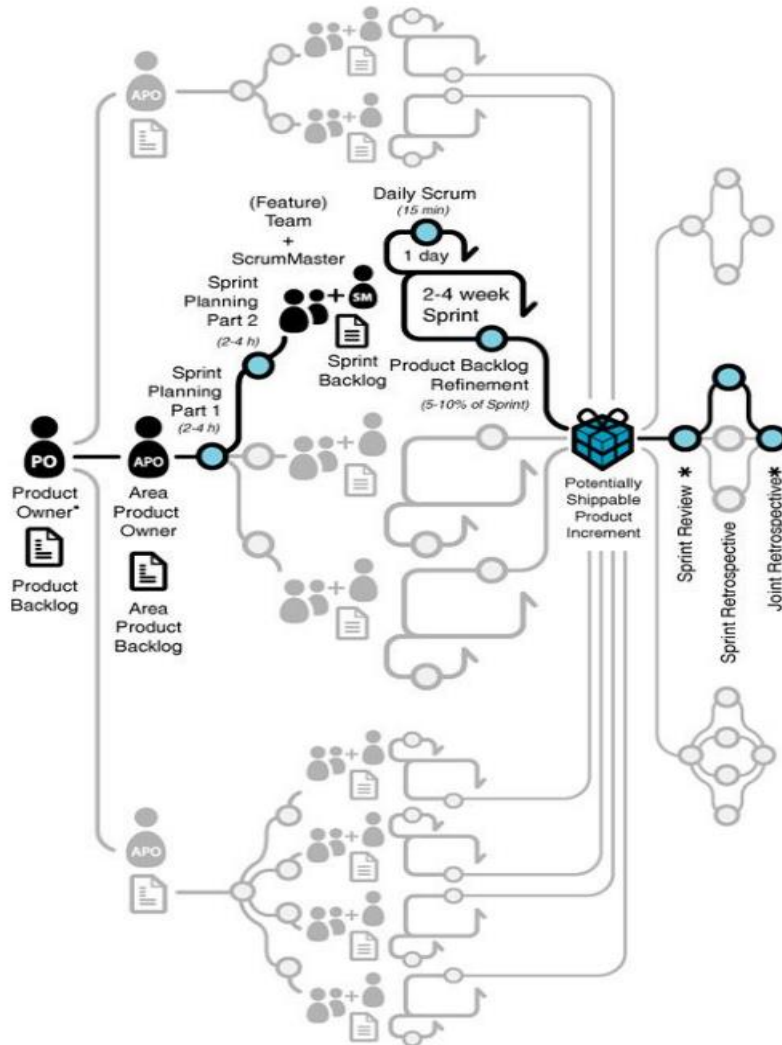 APO
(Feature)
Team
+
ScrumMaster
Daily Scrum
(15 min)
1 day
2-4 week
Sprint
Sprint
Planning
Part 2
(2-4 h)
+
SM
Sprint
Backlog
Product Backlog
Refinement
(5-10% of Sprint)
Sprint
Planning
Part 1
(2-4 h)
PO
APO
Product
Owner*
Area
Product
Owner
Product
Backlog
Area
Product
Backlog
Potentially
Shippable
Product
Increment
Sprint Review *
Sprint Retrospective
Joint Retrospective*
APO